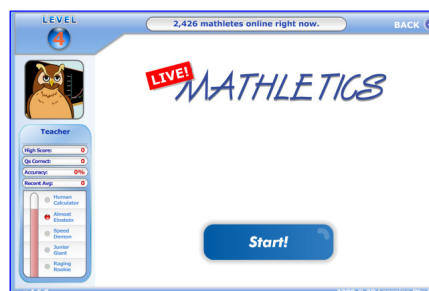 LEVEL
4
2,426 mathletes online right now.
BACK
LIVE!
MATHLETICS
Teacher
High Score: 0
Qs Correct: 0
Accuracy: 0%
Recent Avg: 0
Human
Calculator
Almost
Einstein
Speed
Demon
Junior
Giant
Raging
Rookie
Start!